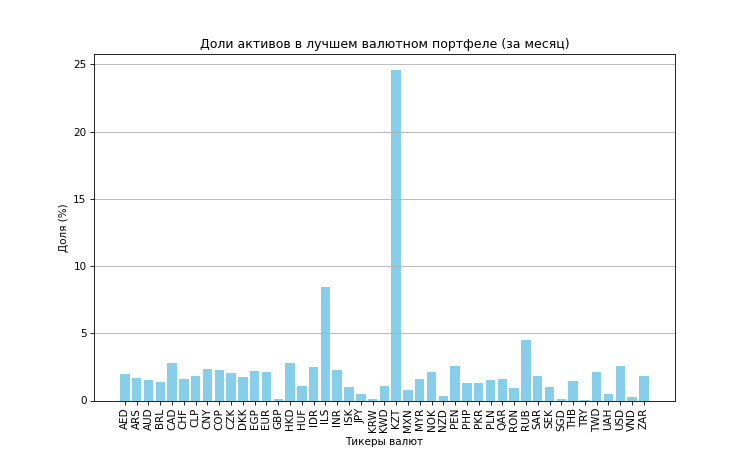 Доли активов в лучшем валютном портфеле (за месяц)
Доля (%)
25
20
15
10
5
0
AED
ARS
AUD
BRL
CAD
CHF
CLP
CNY
COP
CZK
DKK
EGP
EUR
GBP
HKD
HUF
IDR
ILS
INR
ISK
JPY
KRW
KWD
KZT
MXN
MYR
NOK
NZD
PEN
PHP
PKR
PLN
QAR
RON
RUB
SAR
SEK
SGD
THB
TRY
TWD
UAH
USD
VND
ZAR
Тикеры валют